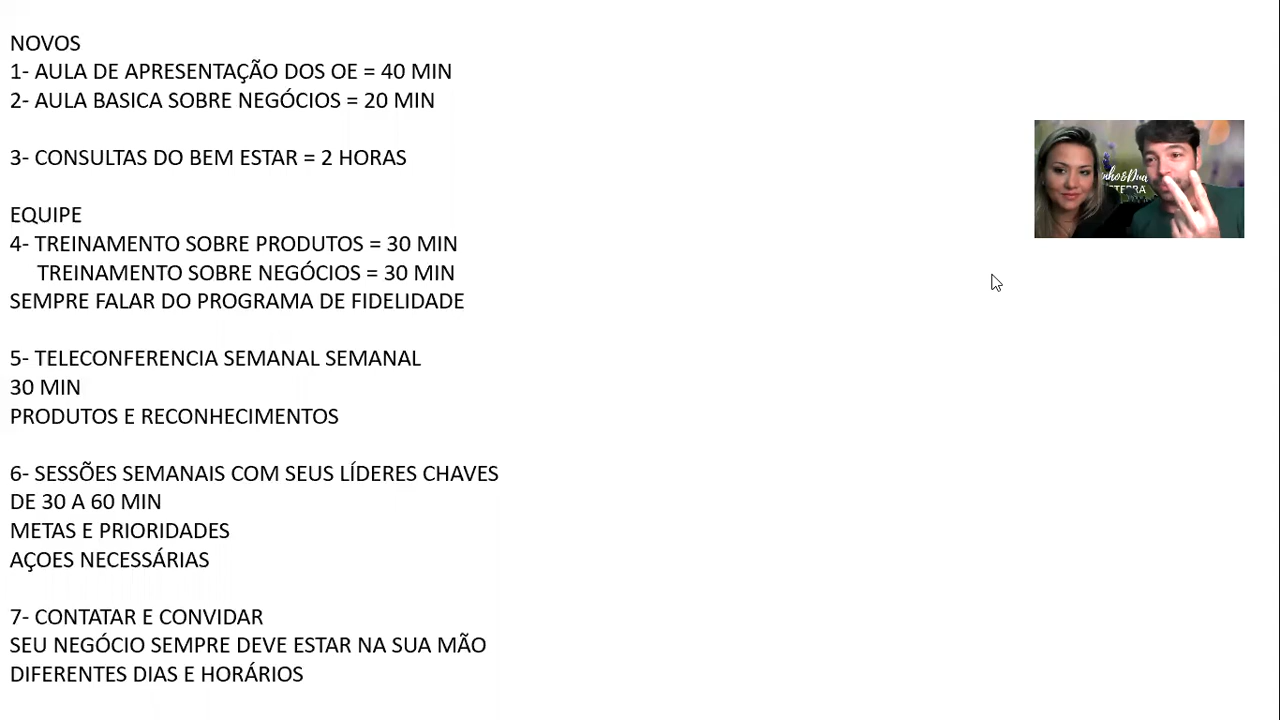 NOVOS
1- AULA DE APRESENTAÇÃO DOS OE = 40 MIN
2- AULA BASICA SOBRE NEGÓCIOS = 20 MIN
3- CONSULTAS DO BEM ESTAR = 2 HORAS
EQUIPE
4- TREINAMENTO SOBRE PRODUTOS = 30 MIN
TREINAMENTO SOBRE NEGÓCIOS = 30 MIN
SEMPRE FALAR DO PROGRAMA DE FIDELIDADE
5- TELECONFERENCIA SEMANAL SEMANAL
30 MIN
PRODUTOS E RECONHECIMENTOS
6- SESSÕES SEMANAIS COM SEUS LÍDERES CHAVES
DE 30 A 60 MIN
METAS E PRIORIDADES
AÇOES NECESSÁRIAS
7- CONTATAR E CONVIDAR
SEU NEGÓCIO SEMPRE DEVE ESTAR NA SUA MÃO
DIFERENTES DIAS E HORÁRIOS